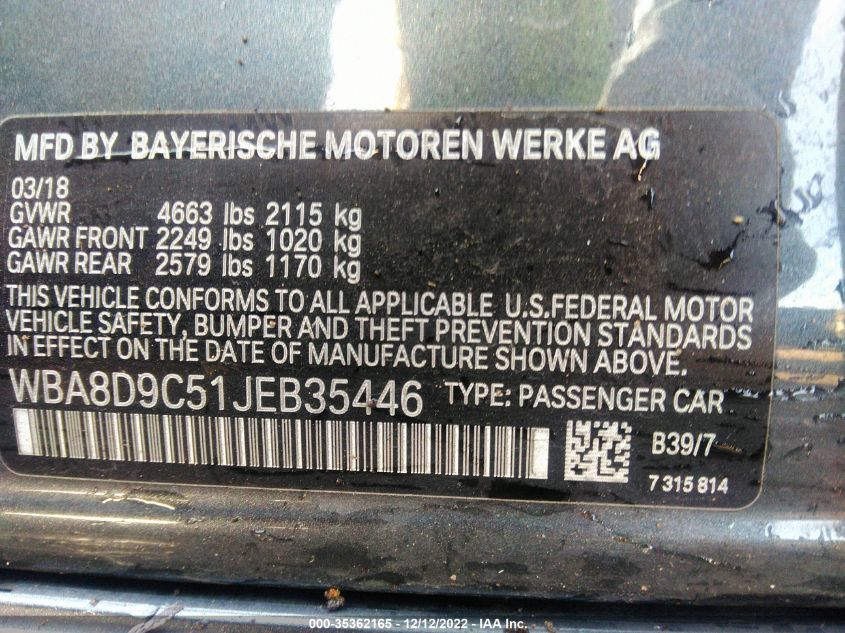 MFD BY BAYERISCHE MOTOREN WERKE AG
03/18
GVWR 4663 lbs 2115 kg
GAWR FRONT 2249 lbs 1020 kg
GAWR REAR 2579 lbs 1170 kg
THIS VEHICLE CONFORMS TO ALL APPLICABLE U.S.FEDERAL MOTOR
VEHICLE SAFETY, BUMPER AND THEFT PREVENTION STANDARDS
IN EFFECT ON THE DATE OF MANUFACTURE SHOWN ABOVE.
WBA8D9C51JEB35446 TYPE: PASSENGER CAR
B39/7
7 315 814
000-35362165 - 12/12/2022 - IAA Inc.